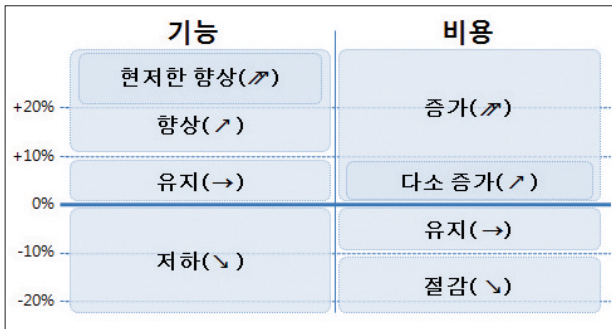 기능 비용
현저한 향상(⇗)
+20%
증가(⇗)
향상(↗)
+10%
유지(→) 다소 증가(↗)
0%
유지(→)
-10%
저하(↘)
절감(↘)
-20%